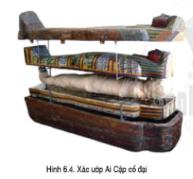 Hình 6.4. Xác ướp Ai Cập cổ đại